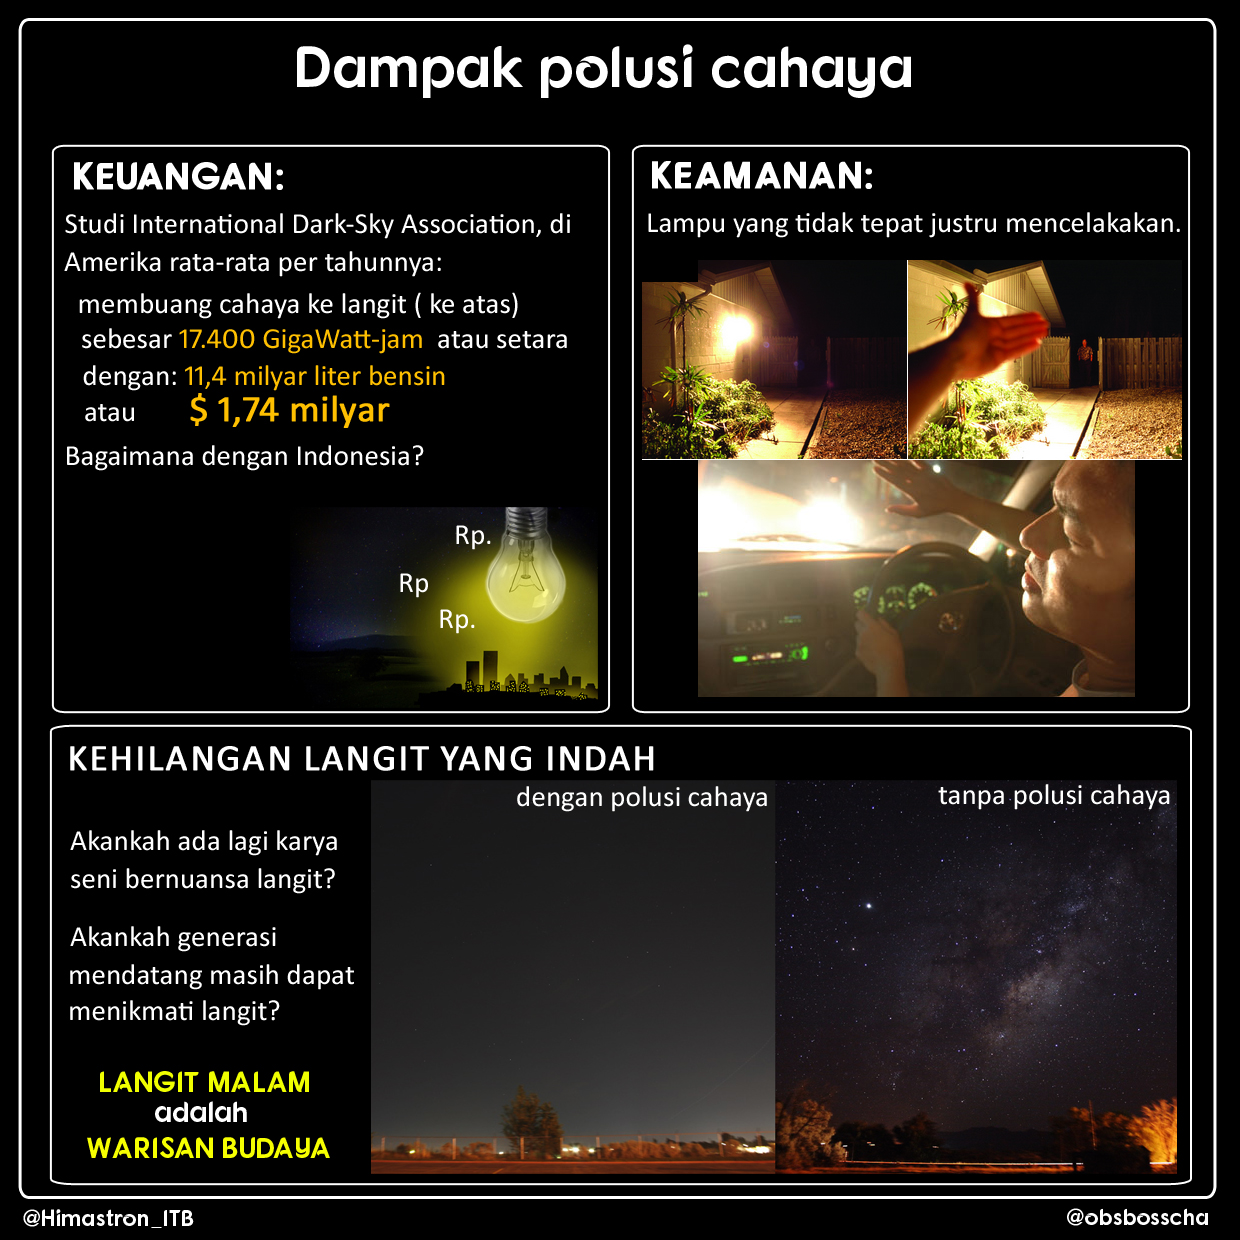 Dampak polusi cahaya
KEUANGAN:
Studi International Dark-Sky Association, di
Amerika rata-rata per tahunnya:
membuang cahaya ke langit ( ke atas)
sebesar 17.400 GigaWatt-jam atau setara
dengan: 11,4 milyar liter bensin
atau $ 1,74 milyar
Bagaimana dengan Indonesia?
Rp.
Rp
Rp.
KEAMANAN:
Lampu yang tidak tepat justru mencelakakan.
KEHILANGAN LANGIT YANG INDAH
dengan polusi cahaya
tanpa polusi cahaya
Akankah ada lagi karya
seni bernuansa langit?
Akankah generasi
mendatang masih dapat
menikmati langit?
LANGIT MALAM
adalah
WARISAN BUDAYA
@Himastron_ITB
@obsbosscha